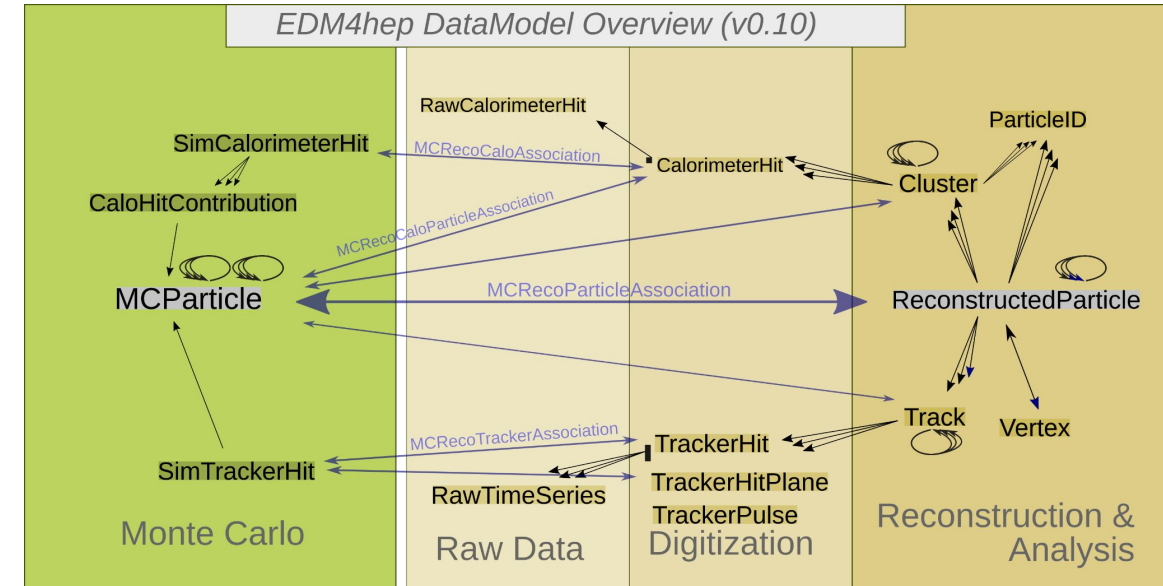 EDM4hep DataModel Overview (v0.10)
RawCalorimeterHit
ParticleID
SimCalorimeterHit
MCRecoCaloAssociation
CalorimeterHit
Cluster
CaloHitContribution
MCRecoCaloParticleAssociation
MCParticle
MCRecoParticleAssociation
ReconstructedParticle
Track
Vertex
MCRecoTrackerAssociation
TrackerHit
SimTrackerHit
RawTimeSeries
TrackerHitPlane
TrackerPulse
Monte Carlo
Raw Data
Digitization
Reconstruction &
Analysis